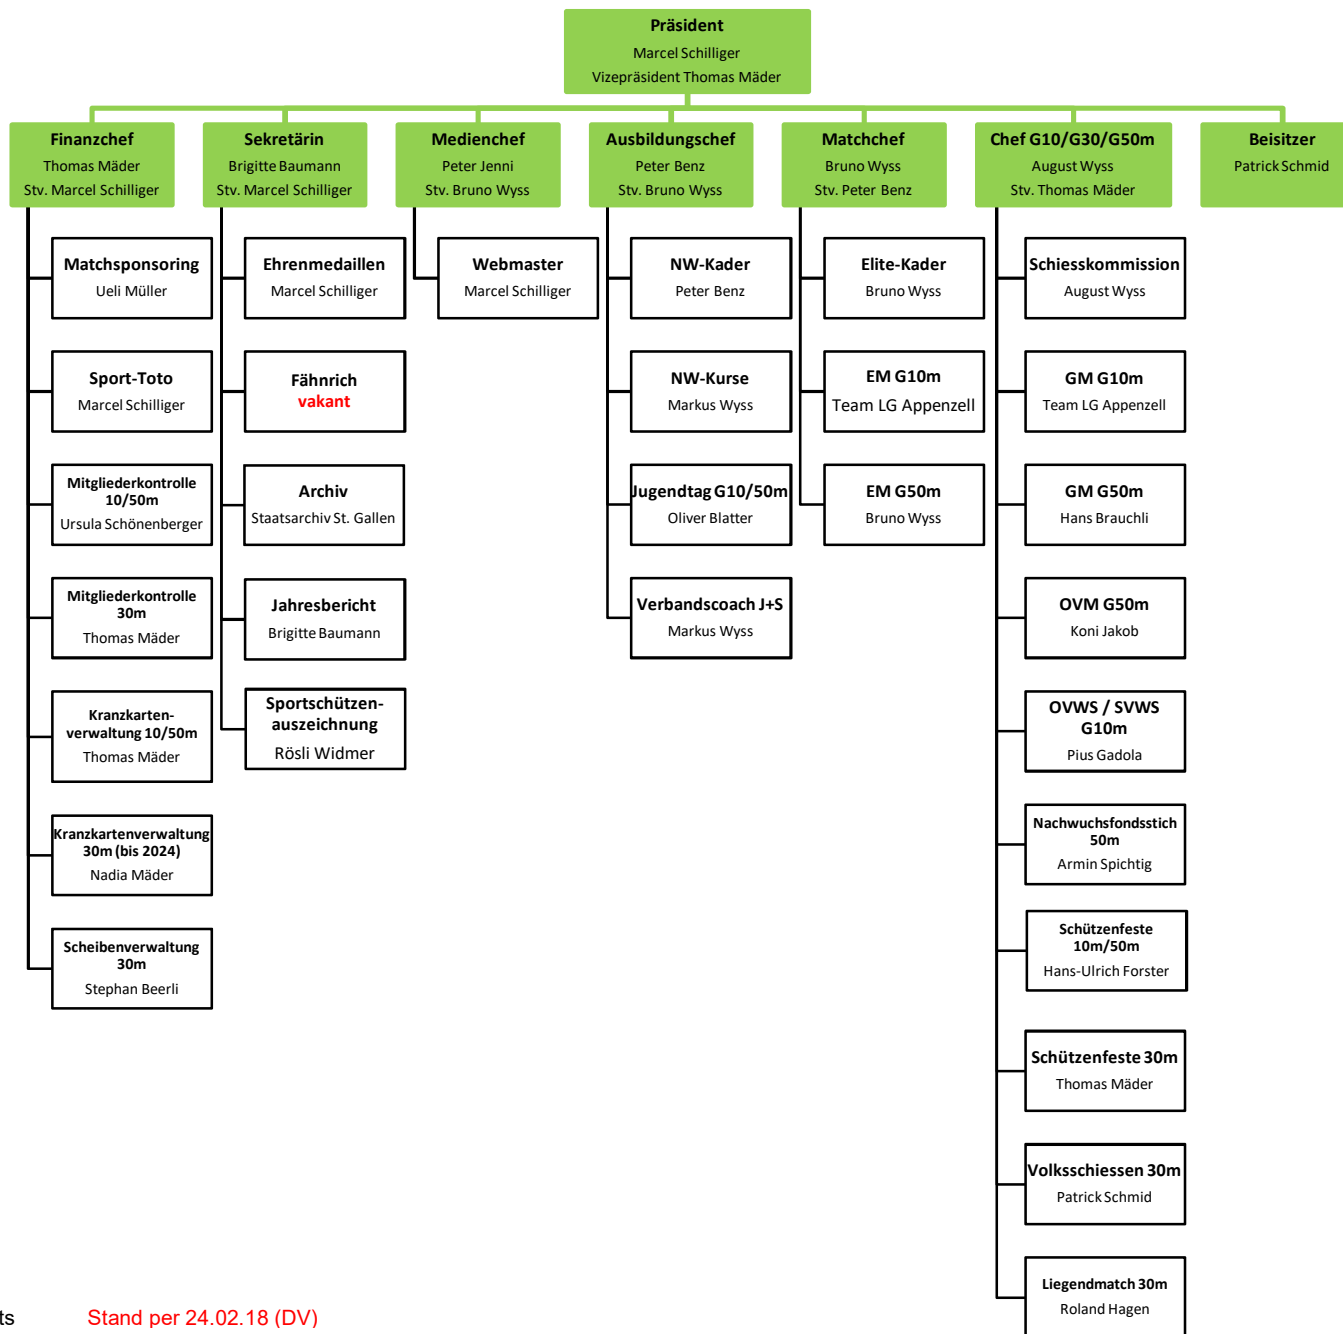 Präsident
Marcel Schilliger
Vizepräsident Thomas Mäder
Finanzchef
Thomas Mäder
Stv. Marcel Schilliger
Sekretärin
Brigitte Baumann
Stv. Marcel Schilliger
Medienchef
Peter Jenni
Stv. Bruno Wyss
Ausbildungschef
Peter Benz
Stv. Bruno Wyss
Matchchef
Bruno Wyss
Stv. Peter Benz
Chef G10/G30/G50m
August Wyss
Stv. Thomas Mäder
Beisitzer
Patrick Schmid
Matchsponsoring
Ueli Müller
Sport-Toto
Marcel Schilliger
Mitgliederkontrolle
10/50m
Ursula Schönenberger
Mitgliederkontrolle
30m
Thomas Mäder
Kranzkarten-
verwaltung 10/50m
Thomas Mäder
Kranzkartenverwaltung
30m (bis 2024)
Nadia Mäder
Scheibenverwaltung
30m
Stephan Beerli
Ehrenmedaillen
Marcel Schilliger
Fähnrich
vakant
Archiv
Staatsarchiv St. Gallen
Jahresbericht
Brigitte Baumann
Sportschützen-
auszeichnung
Rösli Widmer
Webmaster
Marcel Schilliger
NW-Kader
Peter Benz
NW-Kurse
Markus Wyss
Jugendtag G10/50m
Oliver Blatter
Verbandscoach J+S
Markus Wyss
Elite-Kader
Bruno Wyss
EM G10m
Team LG Appenzell
EM G50m
Bruno Wyss
Schiesskommission
August Wyss
GM G10m
Team LG Appenzell
GM G50m
Hans Brauchli
OVM G50m
Koni Jakob
OVWS / SVWS
G10m
Pius Gadola
Nachwuchsfondsstich
50m
Armin Spichtig
Schützenfeste
10m/50m
Hans-Ulrich Forster
Schützenfeste 30m
Thomas Mäder
Volksschiessen 30m
Patrick Schmid
Liegendmatch 30m
Roland Hagen
ts Stand per 24.02.18 (DV)